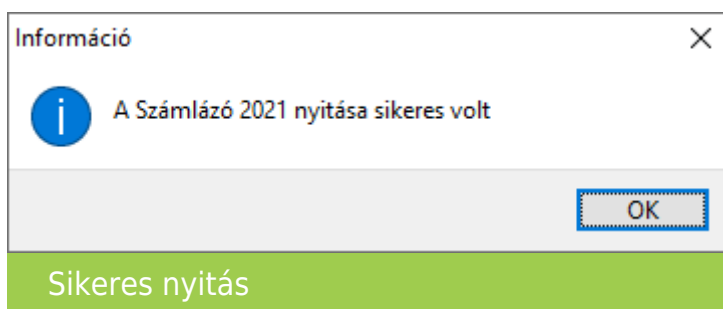 Információ
A Számlázó 2021 nyitása sikeres volt
OK
Sikeres nyitás